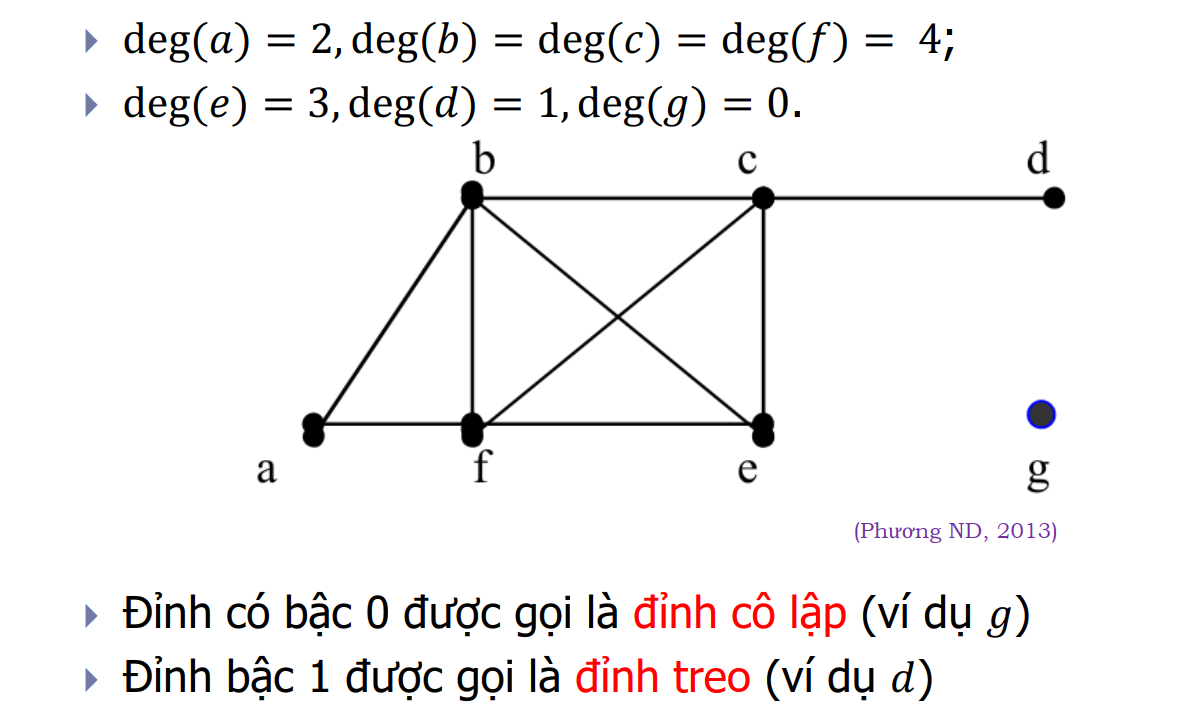 deg(𝑎) = 2, deg(𝑏) = deg(𝑐) = deg(𝑓) = 4;
deg(𝑒) = 3, deg(𝑑) = 1, deg(𝑔) = 0.
b c d
a f e g
(Phương ND, 2013)
Đỉnh có bậc 0 được gọi là đỉnh cô lập (ví dụ 𝑔)
Đỉnh bậc 1 được gọi là đỉnh treo (ví dụ 𝑑)